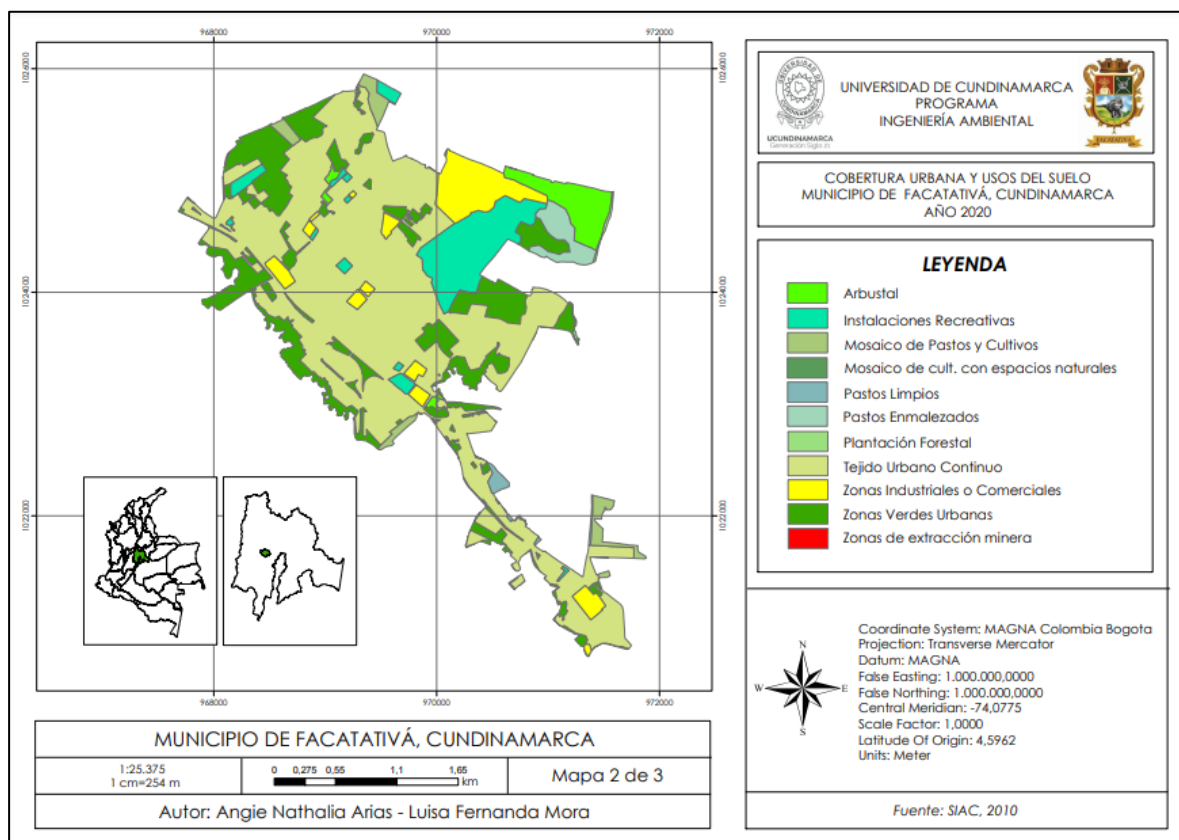 968000
970000
972000
1026000
1026000
1024000
1024000
1022000
1022000
968000
970000
972000
MUNICIPIO DE FACATATIVÁ, CUNDINAMARCA
1:25.375
1 cm=254 m
0 0,275 0,55 1,1 1,65
km
Mapa 2 de 3
Autor: Angie Nathalia Arias - Luisa Fernanda Mora
UNIVERSIDAD DE CUNDINAMARCA
UCUNDINAMARCA
Generación Siglo 21
UNIVERSIDAD DE CUNDINAMARCA
PROGRAMA
INGENIERÍA AMBIENTAL
FACATATIVA
COBERTURA URBANA Y USOS DEL SUELO
MUNICIPIO DE FACATATIVÁ, CUNDINAMARCA
AÑO 2020
LEYENDA
Arbustal
Instalaciones Recreativas
Mosaico de Pastos y Cultivos
Mosaico de cult. con espacios naturales
Pastos Limpios
Pastos Enmalezados
Plantación Forestal
Tejido Urbano Continuo
Zonas Industriales o Comerciales
Zonas Verdes Urbanas
Zonas de extracción minera
N
W E
S
Coordinate System: MAGNA Colombia Bogota
Projection: Transverse Mercator
Datum: MAGNA
False Easting: 1.000.000,0000
False Northing: 1.000.000,0000
Central Meridian: -74,0775
Scale Factor: 1,0000
Latitude Of Origin: 4,5962
Units: Meter
Fuente: SIAC, 2010